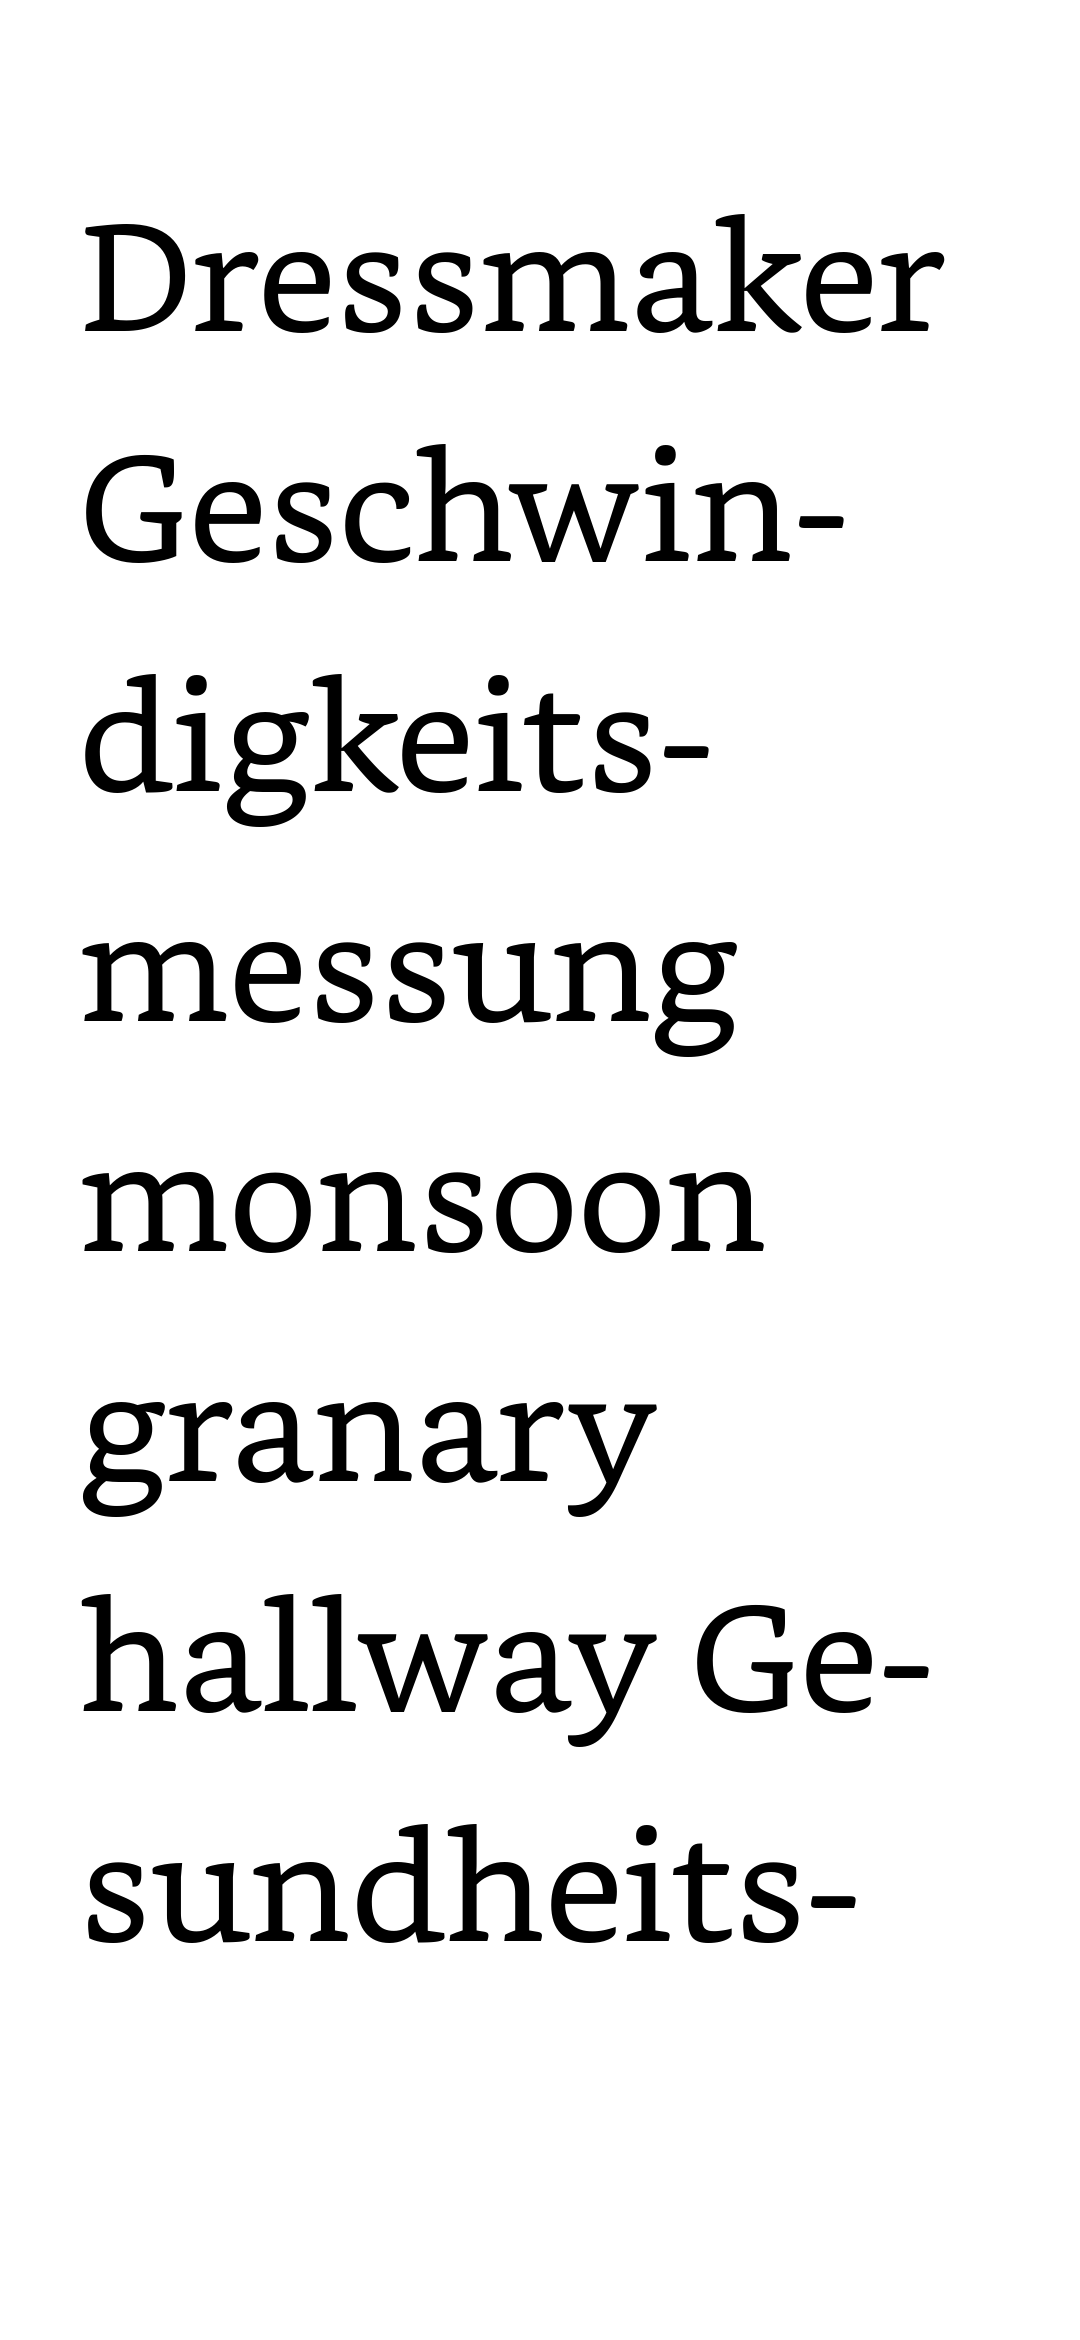 Dressmaker
Geschwin-
digkeits-
messung
monsoon
granary
hallway Ge-
sundheits-